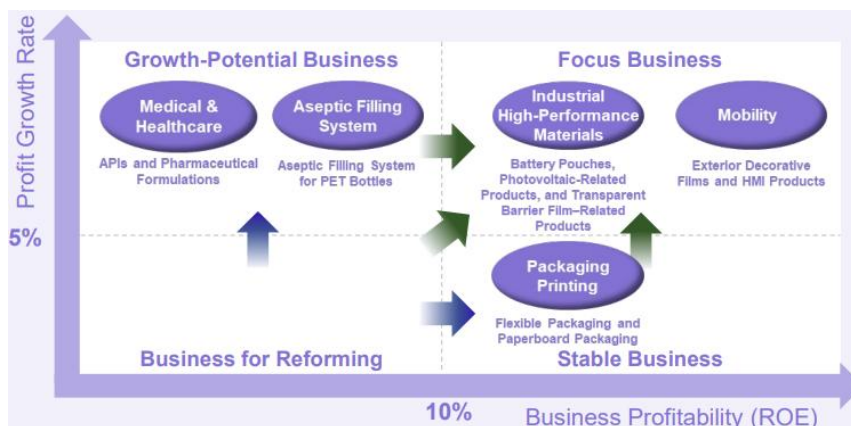 Profit Growth Rate
Growth-Potential Business
Focus Business
Medical &
Healthcare
APIs and Pharmaceutical
Formulations
Aseptic Filling
System
Aseptic Filling System
for PET Bottles
Industrial
High-Performance
Materials
Battery Pouches,
Photovoltaic-Related
Products, and Transparent
Barrier Film–Related
Products
Mobility
Exterior Decorative
Films and HMI Products
5%
Packaging
Printing
Flexible Packaging and
Paperboard Packaging
Business for Reforming
Stable Business
10%
Business Profitability (ROE)